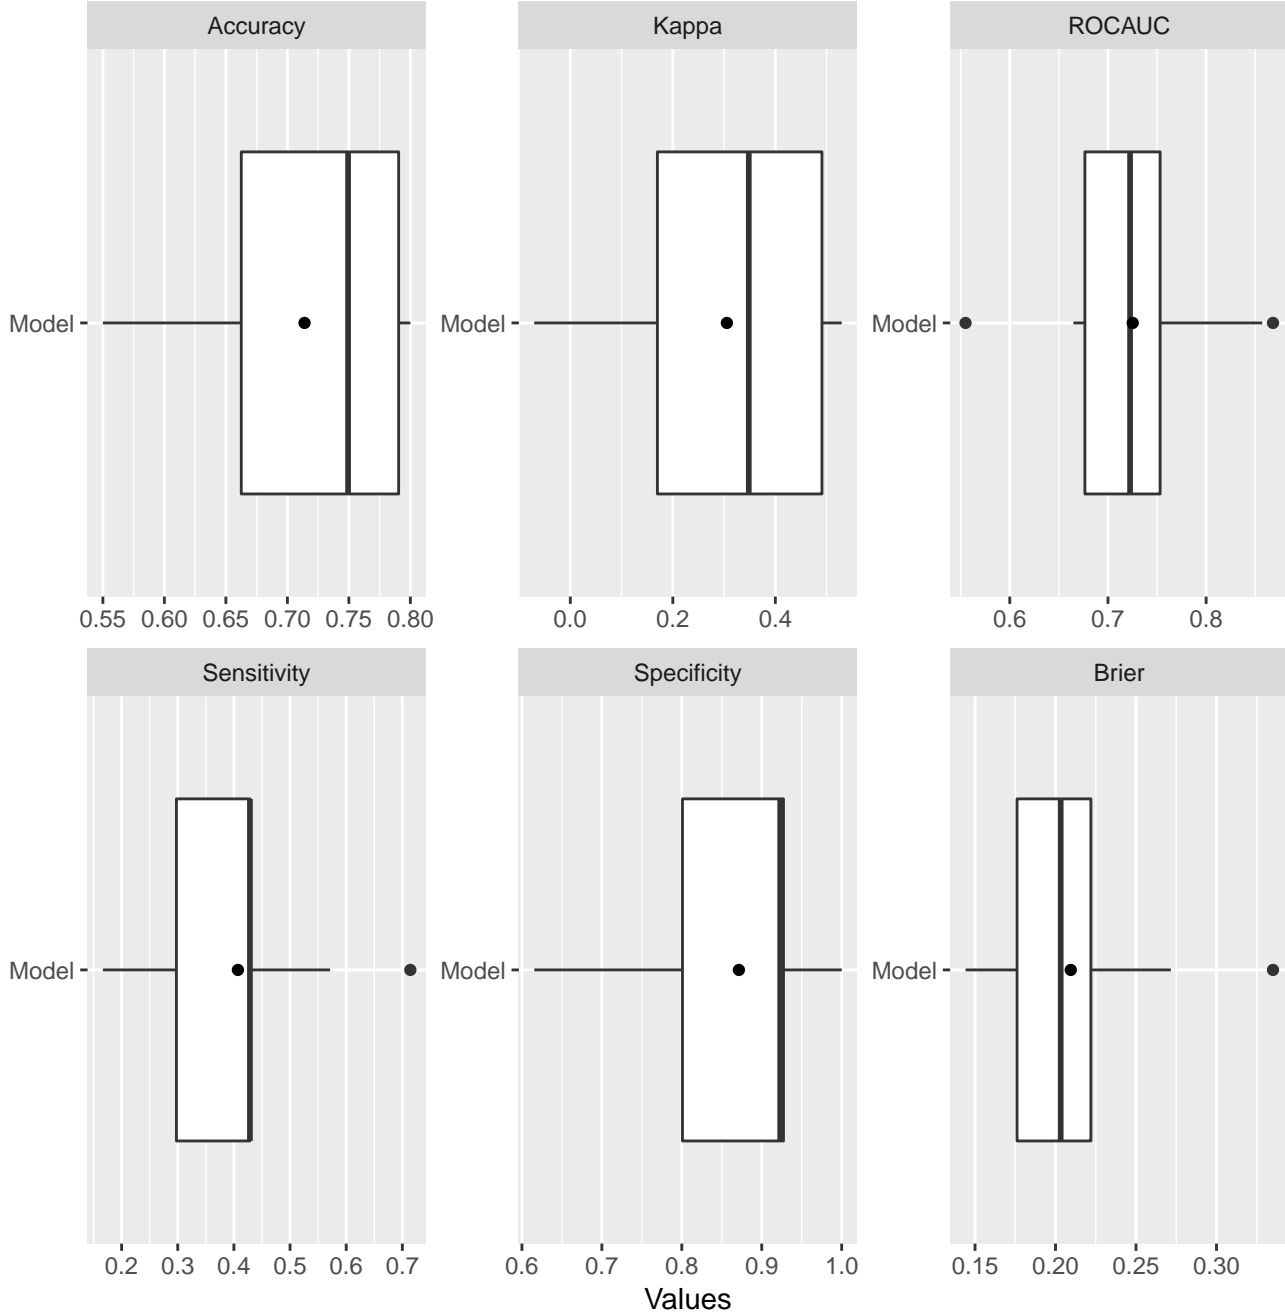 Accuracy Kappa ROCAUC
Model Model Model
0.55 0.60 0.65 0.70 0.75 0.80 0.0 0.2 0.4 0.6 0.7 0.8
Sensitivity Specificity Brier
Model Model Model
0.2 0.3 0.4 0.5 0.6 0.7 0.6 0.7 0.8 0.9 1.0 0.15 0.20 0.25 0.30
Values